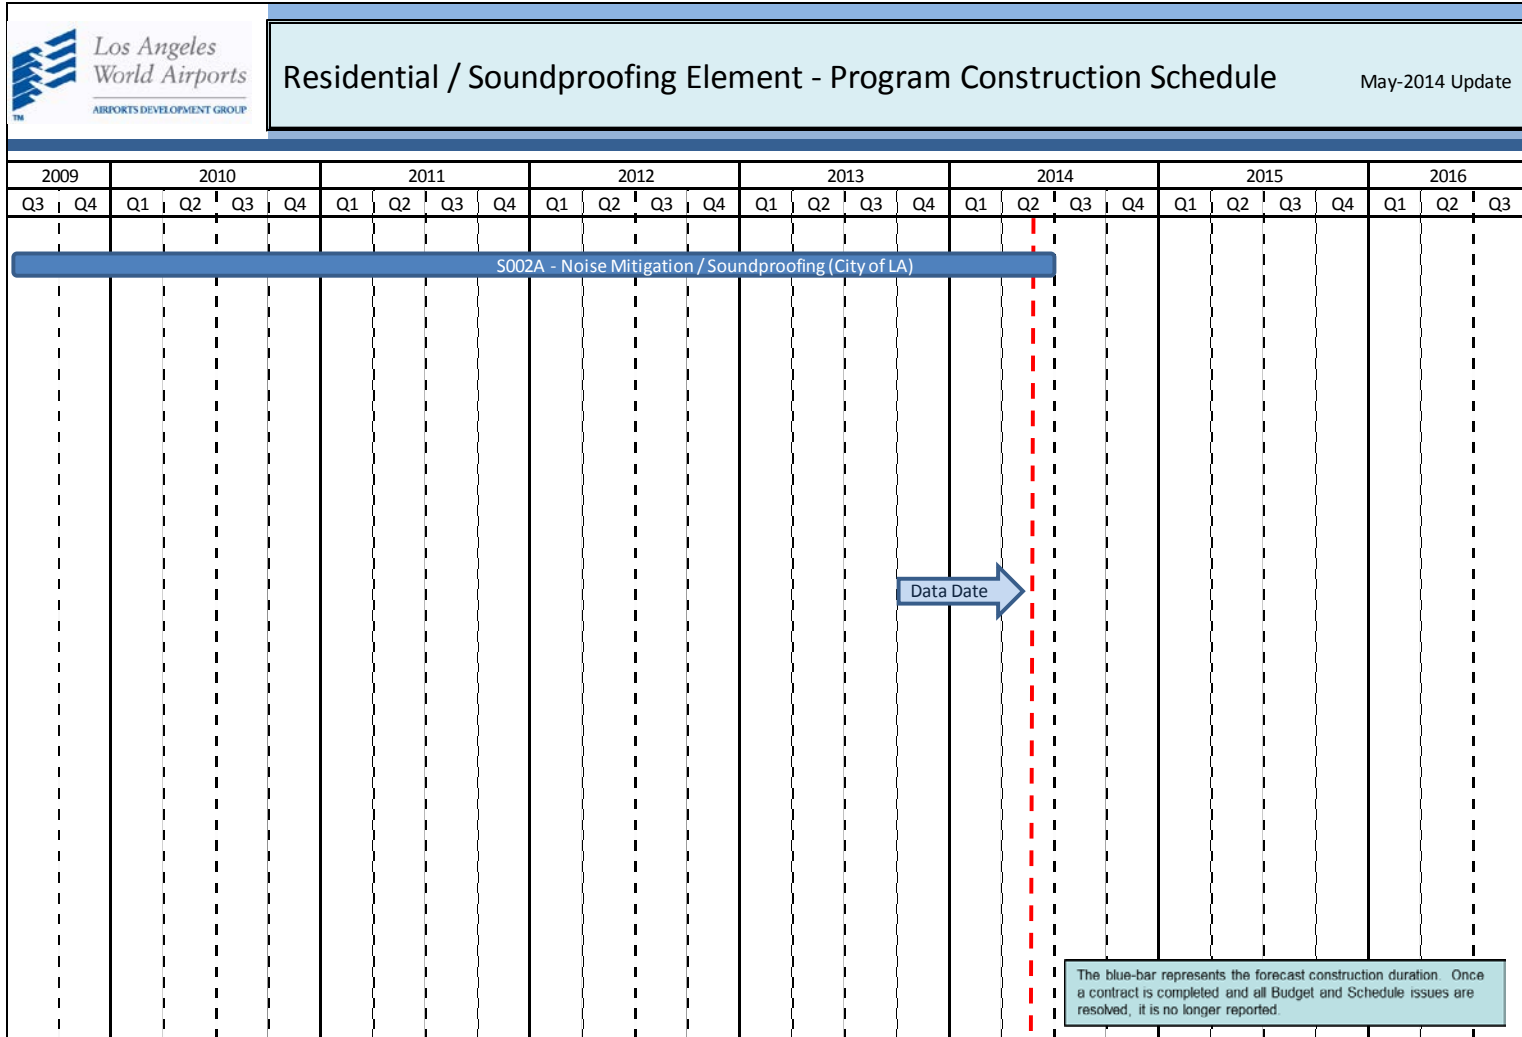 Los Angeles
World Airports
AIRPORTS DEVELOPMENT GROUP
TM
Residential / Soundproofing Element - Program Construction Schedule
May-2014 Update
2009 2010 2011 2012 2013 2014 2015 2016
Q3 Q4 Q1 Q2 Q3 Q4 Q1 Q2 Q3 Q4 Q1 Q2 Q3 Q4 Q1 Q2 Q3 Q4 Q1 Q2 Q3 Q4 Q1 Q2 Q3 Q4 Q1 Q2 Q3
S002A - Noise Mitigation / Soundproofing (City of LA)
Data Date
The blue-bar represents the forecast construction duration. Once
a contract is completed and all Budget and Schedule issues are
resolved, it is no longer reported.